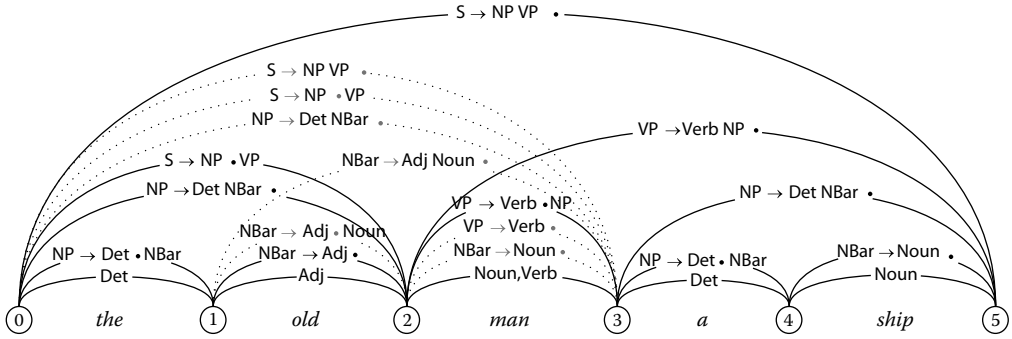 S → NP VP •
S → NP VP •
S → NP • VP
NP → Det NBar •
VP → Verb NP •
S → NP • VP
NBar → Adj Noun •
NP → Det NBar •
NP → Det NBar •
VP → Verb • NP
NBar → Adj • Noun
VP → Verb •
NP → Det • NBar
NBar → Adj •
NBar → Noun •
NP → Det • NBar
NBar → Noun •
Det
Adj
Noun,Verb
Det
Noun
0 the 1 old 2 man 3 a 4 ship 5